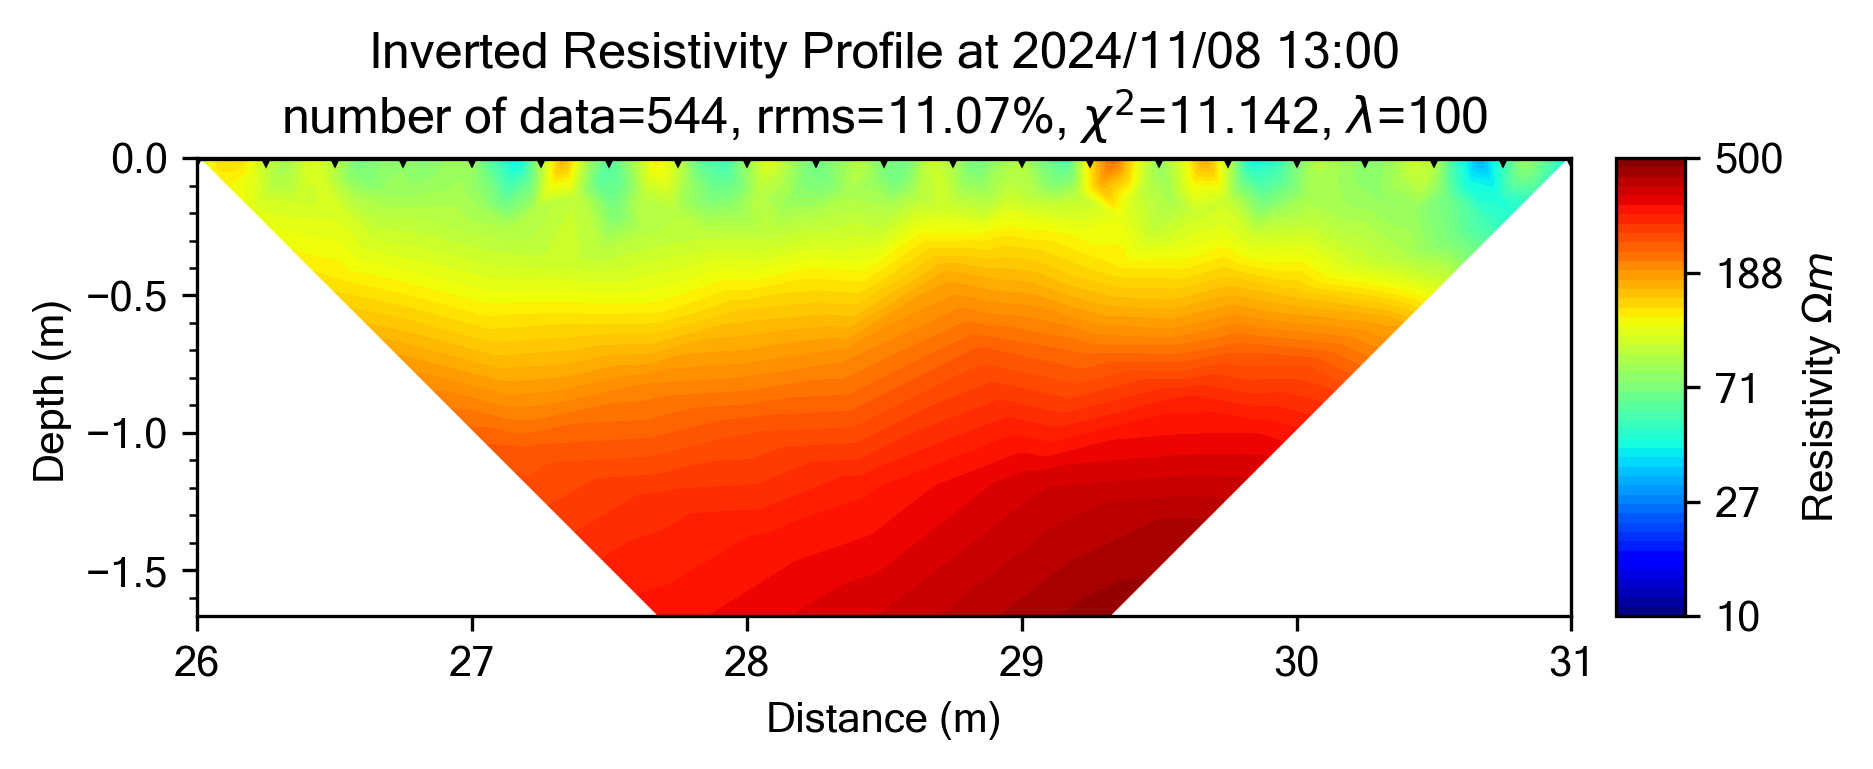 Inverted Resistivity Profile at 2024/11/08 13:00
number of data=544, rrms=11.07%, χ²=11.142, λ=100
0.0
−0.5
−1.0
−1.5
Depth (m)
26 27 28 29 30 31
Distance (m)
500
188
71
27
10
Resistivity Ωm